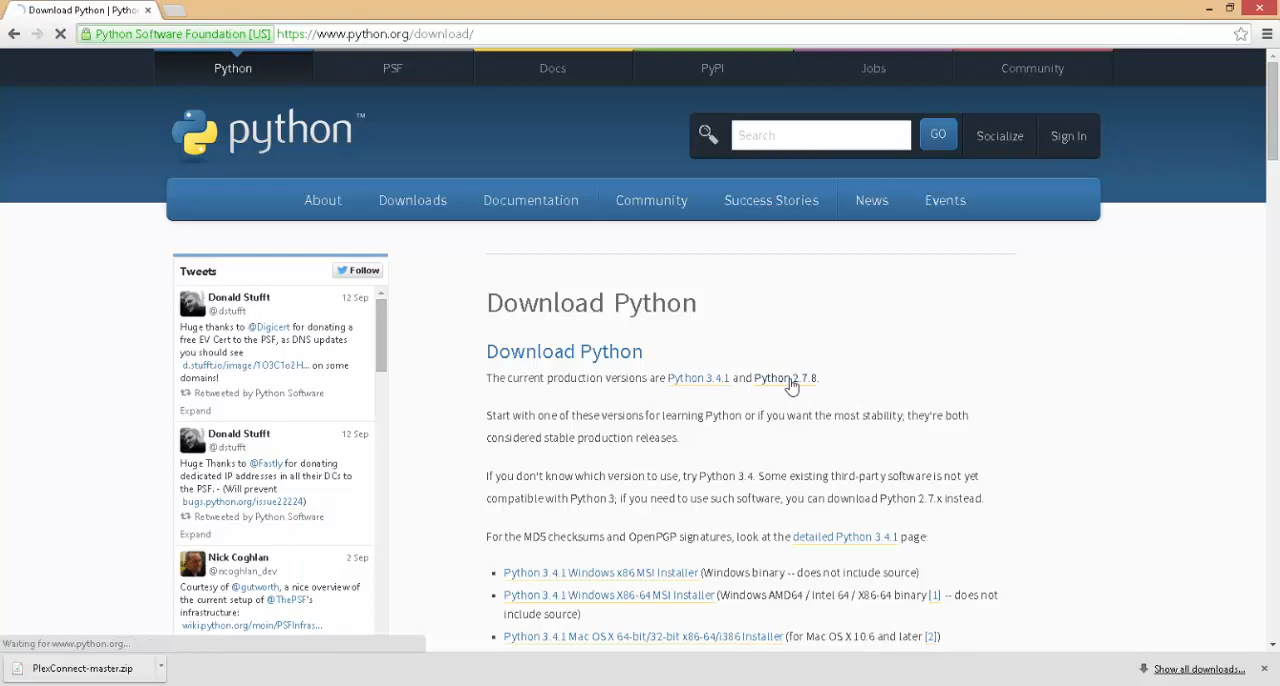 Download Python | Pytho
Python Software Foundation [US] https://www.python.org/download/
Python PSF Docs PyPI Jobs Community
python™
Search GO Socialize Sign In
About Downloads Documentation Community Success Stories News Events
Tweets Follow
Donald Stufft 12 Sep
@dstufft
Huge thanks to @Digicert for donating a
free EV Cert to the PSF, as DNS updates
you should see
d.stufft.io/image/1O3C1o2H... on some
domains!
Retweeted by Python Software
Expand
Donald Stufft 12 Sep
@dstufft
Huge Thanks to @Fastly for donating
dedicated IP addresses in all their DCs to
the PSF. - (Will prevent
bugs.python.org/issue22224)
Retweeted by Python Software
Expand
Nick Coghlan 2 Sep
@ncoghlan_dev
Courtesy of @gutworth, a nice overview of
the current setup of @ThePSF's
infrastructure:
wiki.python.org/moin/PSFInfras...
Download Python
Download Python
The current production versions are Python 3.4.1 and Python 2.7.8.
Start with one of these versions for learning Python or if you want the most stability; they're both
considered stable production releases.
If you don't know which version to use, try Python 3.4. Some existing third-party software is not yet
compatible with Python 3; if you need to use such software, you can download Python 2.7.x instead.
For the MD5 checksums and OpenPGP signatures, look at the detailed Python 3.4.1 page:
Python 3.4.1 Windows x86 MSI Installer (Windows binary -- does not include source)
Python 3.4.1 Windows X86-64 MSI Installer (Windows AMD64 / Intel 64 / X86-64 binary [1] -- does not
include source)
Python 3.4.1 Mac OS X 64-bit/32-bit x86-64/i386 Installer (for Mac OS X 10.6 and later [2])
Waiting for www.python.org...
PlexConnect-master.zip
Show all downloads...